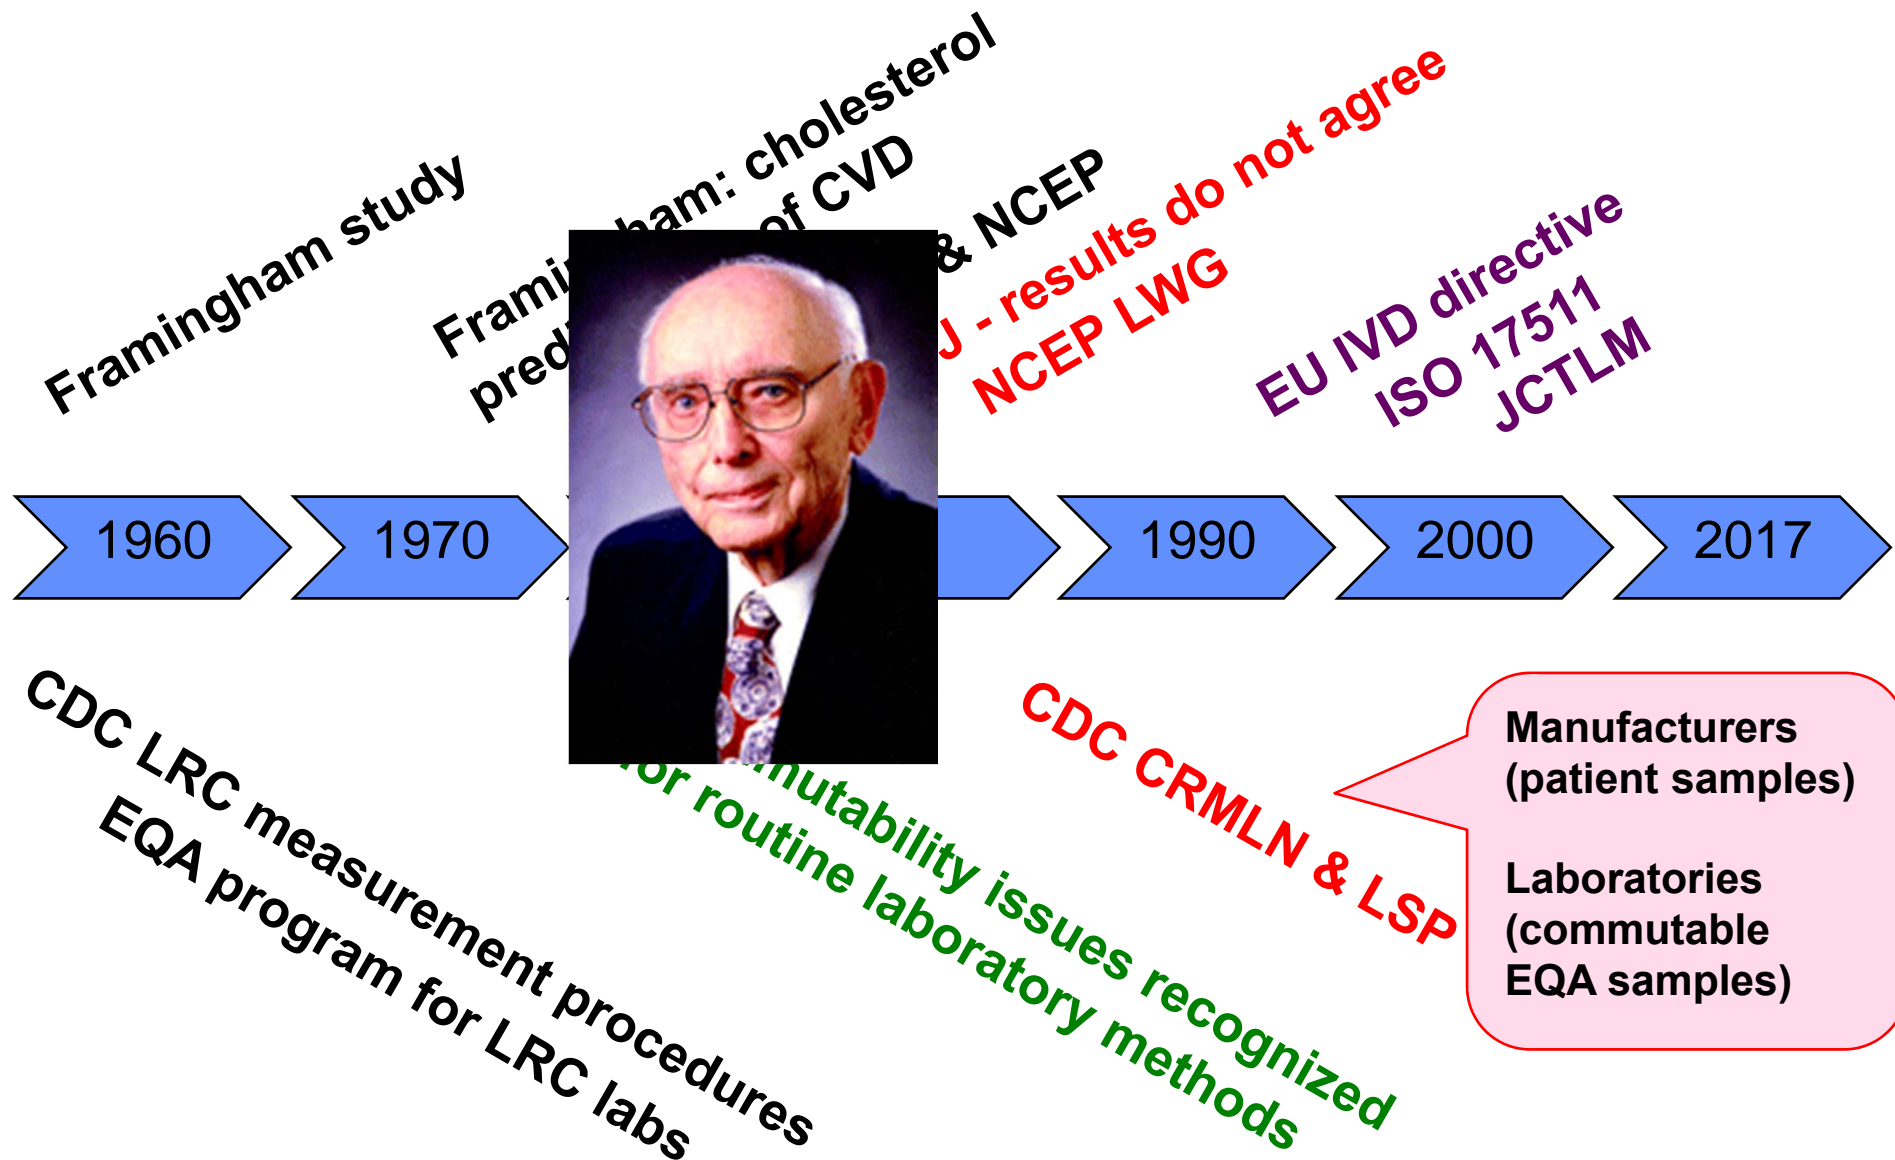 Framingham study
Framingham: cholesterol
of CVD
& NCEP
J - results do not agree
NCEP LWG
EU IVD directive
ISO 17511
JCTLM
1960
1970
1990
2000
2017
CDC LRC measurement procedures
EQA program for LRC labs
mutability issues recognized
for routine laboratory methods
CDC CRMLN & LSP
Manufacturers
(patient samples)
Laboratories
(commutable
EQA samples)